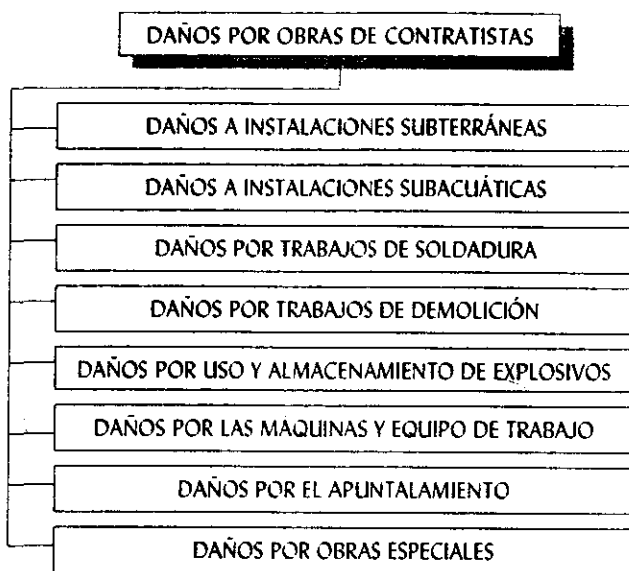 DAÑOS POR OBRAS DE CONTRATISTAS
DAÑOS A INSTALACIONES SUBTERRÁNEAS
DAÑOS A INSTALACIONES SUBACUÁTICAS
DAÑOS POR TRABAJOS DE SOLDADURA
DAÑOS POR TRABAJOS DE DEMOLICIÓN
DAÑOS POR USO Y ALMACENAMIENTO DE EXPLOSIVOS
DAÑOS POR LAS MÁQUINAS Y EQUIPO DE TRABAJO
DAÑOS POR EL APUNTALAMIENTO
DAÑOS POR OBRAS ESPECIALES